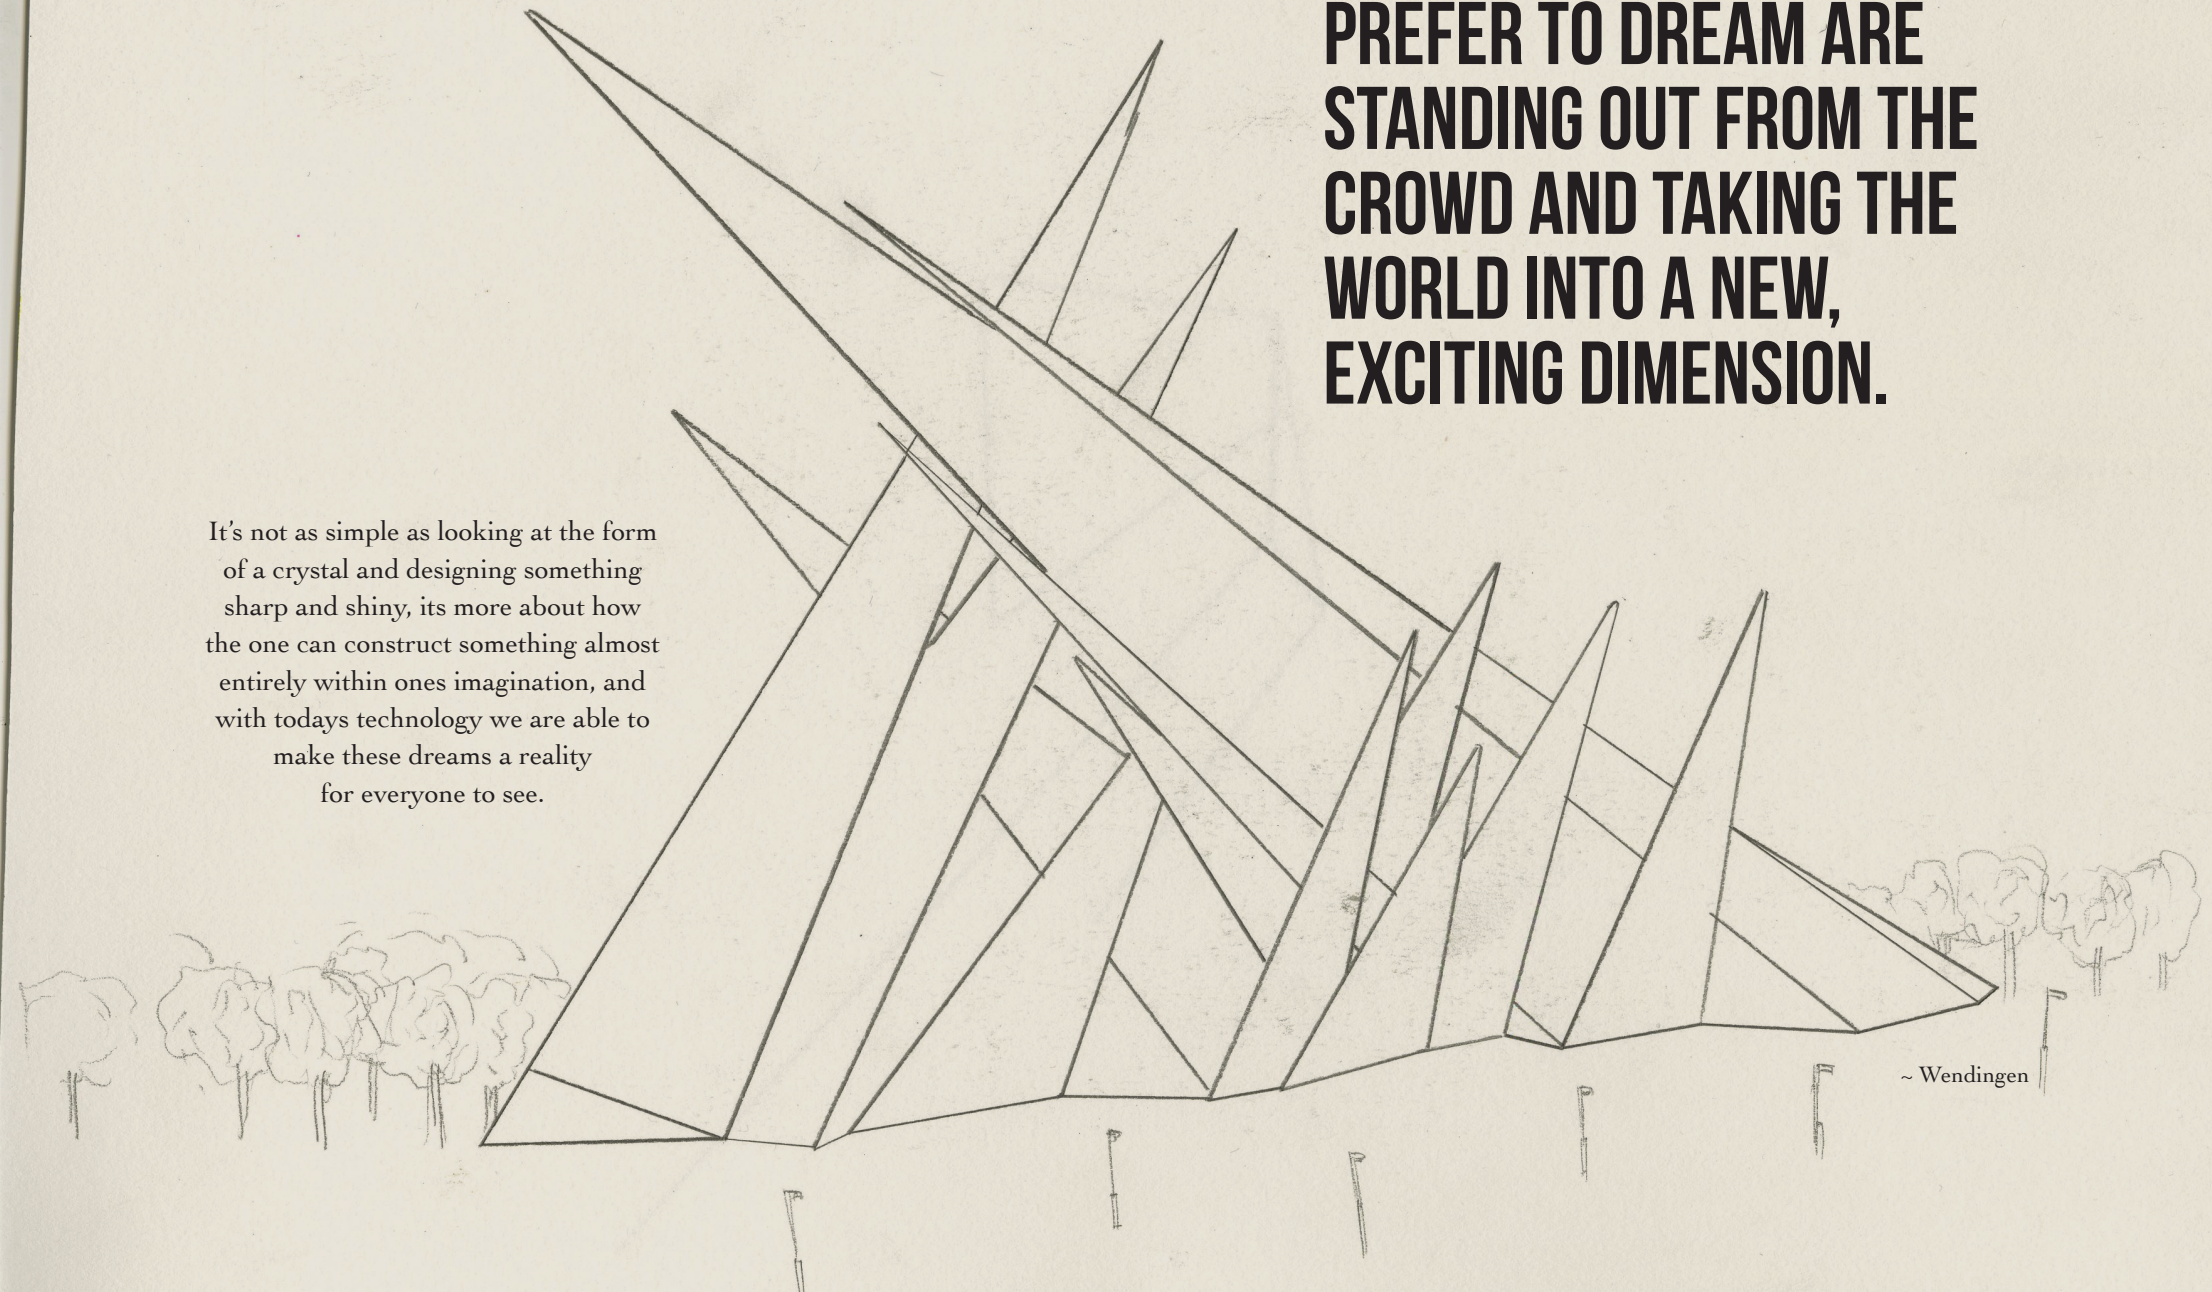 PREFER TO DREAM ARE
STANDING OUT FROM THE
CROWD AND TAKING THE
WORLD INTO A NEW,
EXCITING DIMENSION.
It's not as simple as looking at the form
of a crystal and designing something
sharp and shiny, its more about how
the one can construct something almost
entirely within ones imagination, and
with todays technology we are able to
make these dreams a reality
for everyone to see.
~ Wendingen